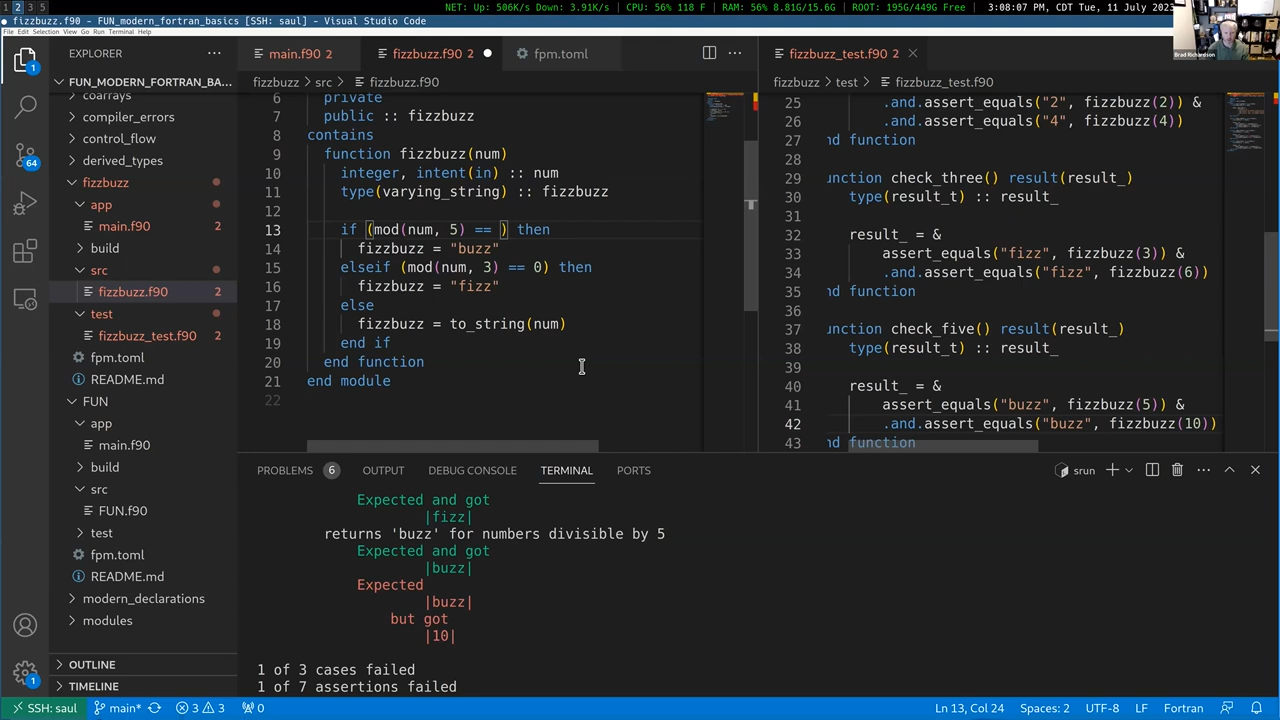 1 2 3 5
NET: Up: 506K/s Down: 3.91K/s | CPU: 56% 118 F | RAM: 56% 8.81G/15.6G | ROOT: 195G/449G Free | 3:08:07 PM, CDT Tue, 11 July 2023
fizzbuzz.f90 - FUN_modern_fortran_basics [SSH: saul] - Visual Studio Code
File Edit Selection View Go Run Terminal Help
Brad Richardson
EXPLORER
FUN_MODERN_FORTRAN_BA...
coarrays
compiler_errors
control_flow
derived_types
fizzbuzz
app
main.f90 2
build
src
fizzbuzz.f90 2
test
fizzbuzz_test.f90 2
fpm.toml
README.md
FUN
app
main.f90
build
src
FUN.f90
test
fpm.toml
README.md
modern_declarations
modules
OUTLINE
TIMELINE
1
64
1
main.f90 2
fizzbuzz.f90 2
fpm.toml
fizzbuzz > src > fizzbuzz.f90
6 private
7 public :: fizzbuzz
8 contains
9 function fizzbuzz(num)
10 integer, intent(in) :: num
11 type(varying_string) :: fizzbuzz
12
13 if (mod(num, 5) == ) then
14 fizzbuzz = "buzz"
15 elseif (mod(num, 3) == 0) then
16 fizzbuzz = "fizz"
17 else
18 fizzbuzz = to_string(num)
19 end if
20 end function
21 end module
22
fizzbuzz_test.f90 2
fizzbuzz > test > fizzbuzz_test.f90
25 .and.assert_equals("2", fizzbuzz(2)) &
26 .and.assert_equals("4", fizzbuzz(4))
27 nd function
28
29 unction check_three() result(result_)
30 type(result_t) :: result_
31
32 result_ = &
33 assert_equals("fizz", fizzbuzz(3)) &
34 .and.assert_equals("fizz", fizzbuzz(6))
35 nd function
36
37 unction check_five() result(result_)
38 type(result_t) :: result_
39
40 result_ = &
41 assert_equals("buzz", fizzbuzz(5)) &
42 .and.assert_equals("buzz", fizzbuzz(10))
43 nd function
PROBLEMS 6 OUTPUT DEBUG CONSOLE TERMINAL PORTS
srun
Expected and got
|fizz|
returns 'buzz' for numbers divisible by 5
Expected and got
|buzz|
Expected
|buzz|
but got
|10|
1 of 3 cases failed
1 of 7 assertions failed
SSH: saul main* 3 3 0
Ln 13, Col 24 Spaces: 2 UTF-8 LF Fortran